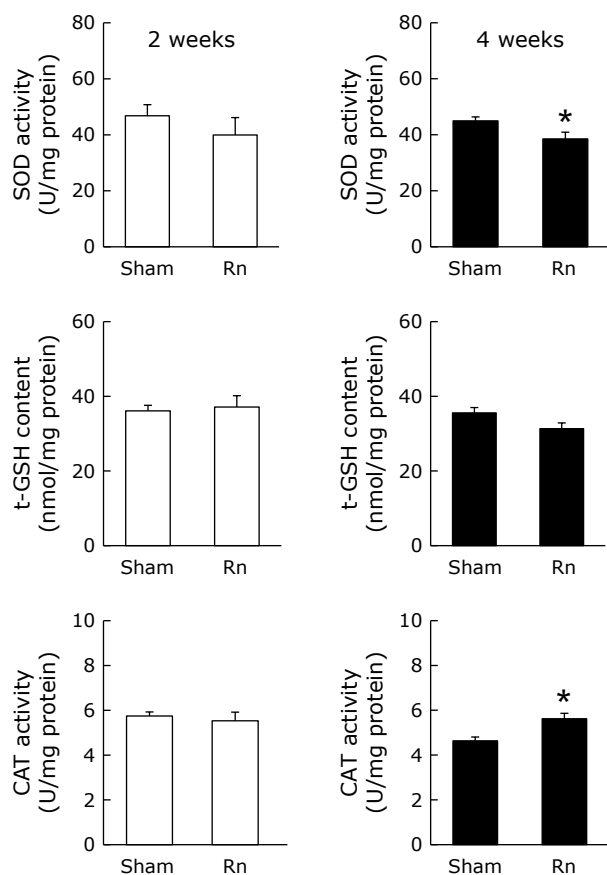 2 weeks
SOD activity
(U/mg protein)
80
60
40
20
0
Sham Rn
4 weeks
SOD activity
(U/mg protein)
80
60
40
20
0
*
Sham Rn
t-GSH content
(nmol/mg protein)
60
40
20
0
Sham Rn
t-GSH content
(nmol/mg protein)
60
40
20
0
Sham Rn
CAT activity
(U/mg protein)
10
8
6
4
2
0
Sham Rn
CAT activity
(U/mg protein)
10
8
6
4
2
0
*
Sham Rn